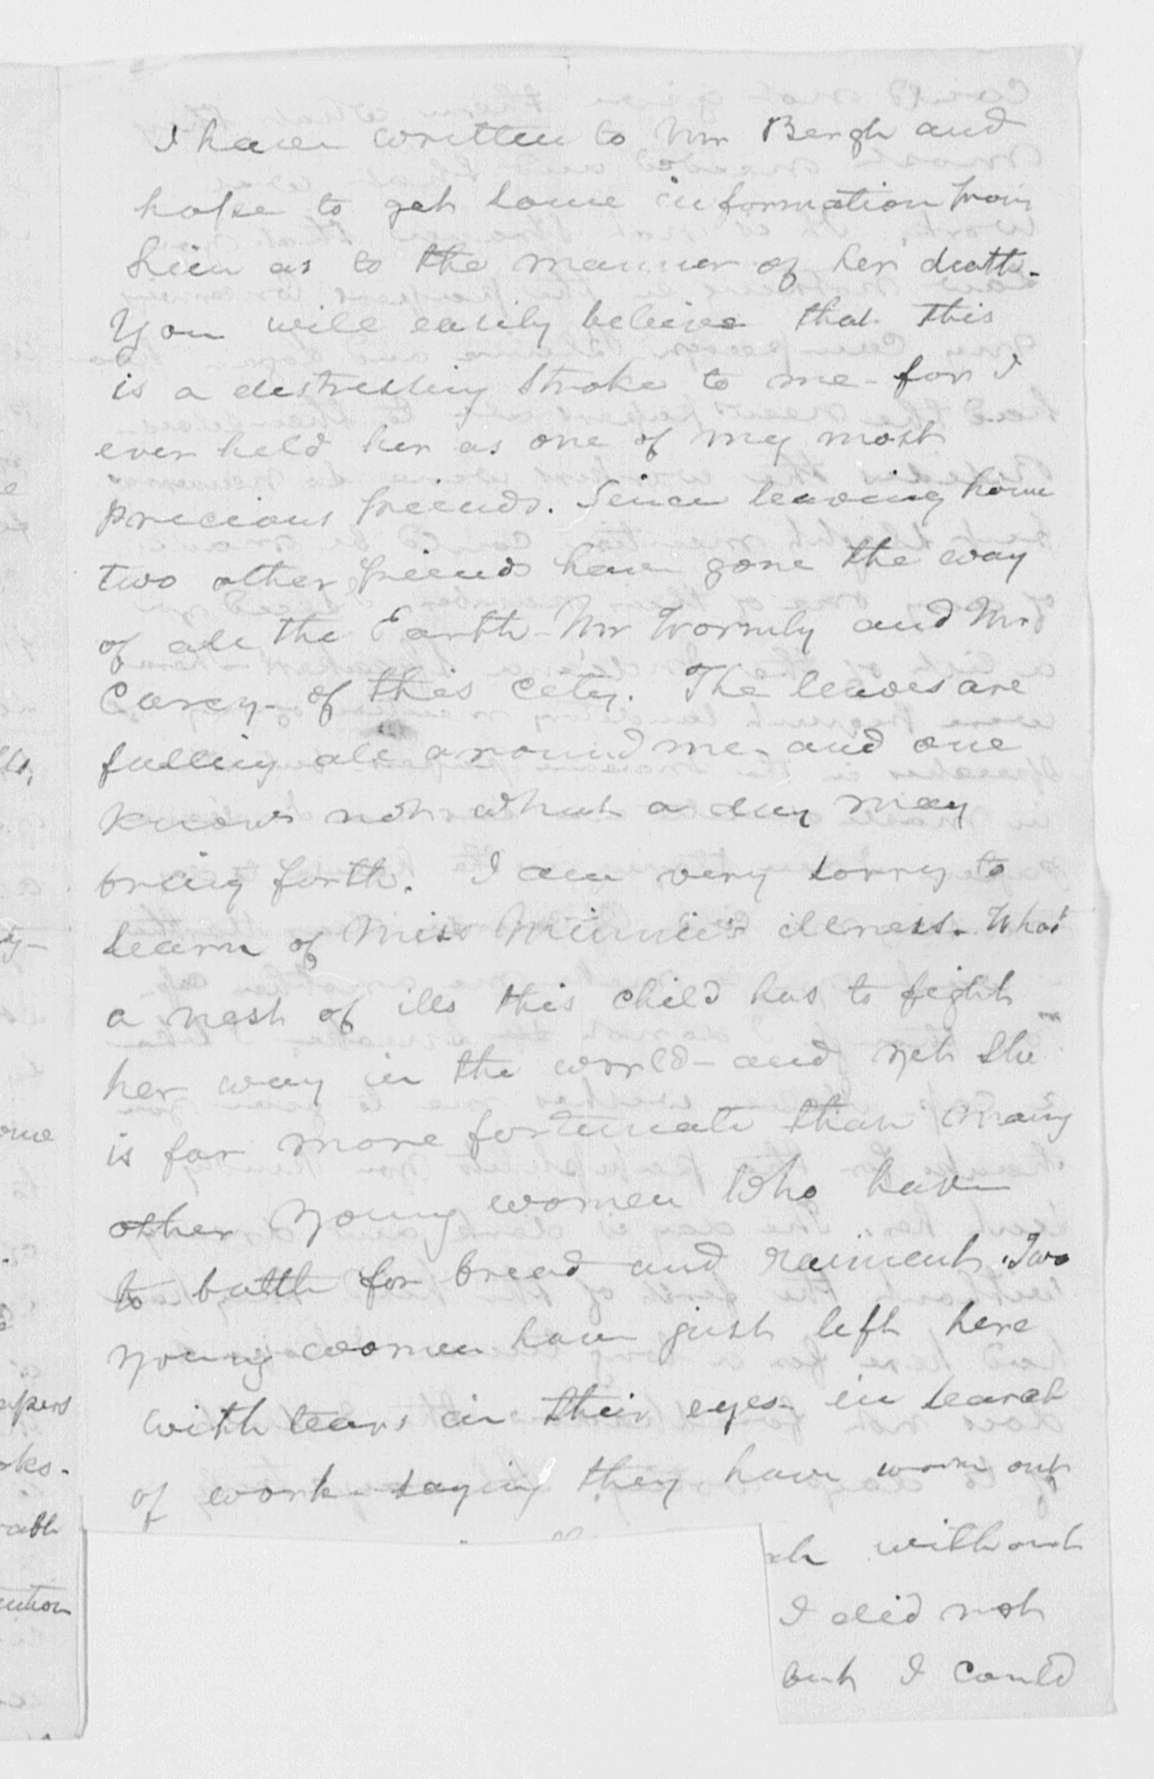 I have written to Mr Bergh and
hope to get some information from
him as to the manner of her death.
You will easily believe that this
is a distressing stroke to me - for I
ever held her as one of my most
precious friends. Since leaving home
two other friends have gone the way
of all the Earth - Mr Wormly and Mr
Carey - of this city. The leaves are
falling all around me - and one
knows not what a day may
bring forth. I am very sorry to
learn of Miss Minnie's illness. What
a nest of ills this child has to fight
her way in the world - and yet she
is far more fortunate than many
other young women who have
to battle for bread and raiment. Two
young women have just left here
with tears in their eyes - in search
of work - saying they have worn out
without
I did not
but I could
apers
rks.
ution